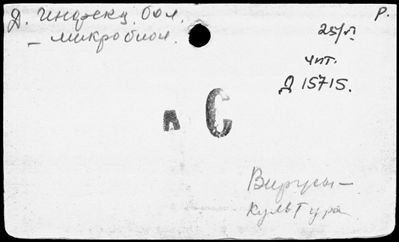 Д. Инфекц. бол. Р.
– микробиол. 25/л
чит.
Д 15715.
л С
Вирусы –
культура